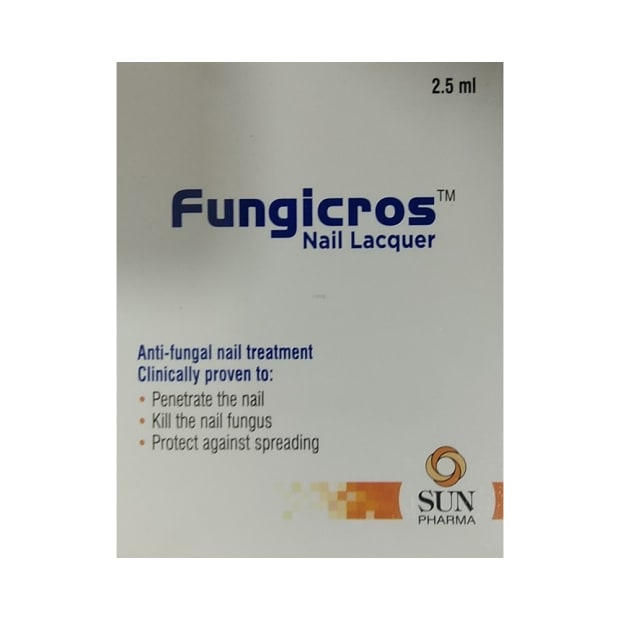 2.5 ml
Fungicros™
Nail Lacquer
Anti-fungal nail treatment
Clinically proven to:
• Penetrate the nail
• Kill the nail fungus
• Protect against spreading
SUN
PHARMA